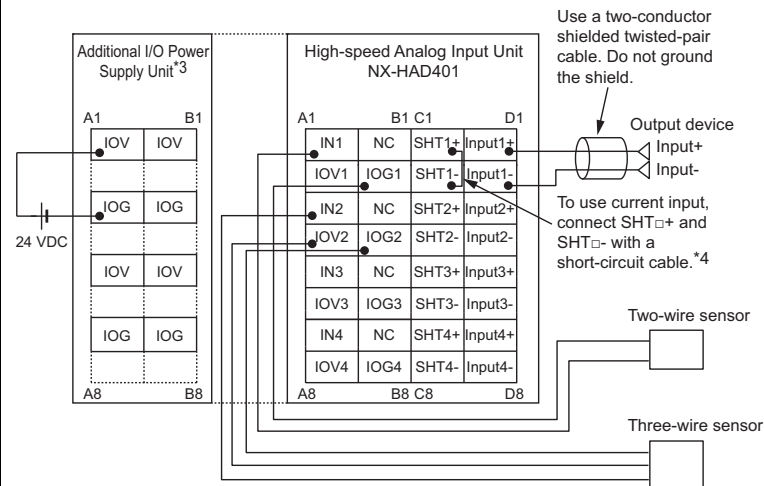 Use a two-conductor
shielded twisted-pair
cable. Do not ground
the shield.
Additional I/O Power
Supply Unit*3
High-speed Analog Input Unit
NX-HAD401
A1 B1
A1 B1 C1 D1
Output device
IOV IOV
IN1 NC SHT1+ Input1+
Input+
IOV1 IOG1 SHT1- Input1-
Input-
IOG IOG
IN2 NC SHT2+ Input2+
To use current input,
connect SHT□+ and
SHT□- with a
short-circuit cable.*4
24 VDC
IOV2 IOG2 SHT2- Input2-
IOV IOV
IN3 NC SHT3+ Input3+
IOV3 IOG3 SHT3- Input3-
IOG IOG
IN4 NC SHT4+ Input4+
IOV4 IOG4 SHT4- Input4-
A8 B8
A8 B8 C8 D8
Two-wire sensor
Three-wire sensor